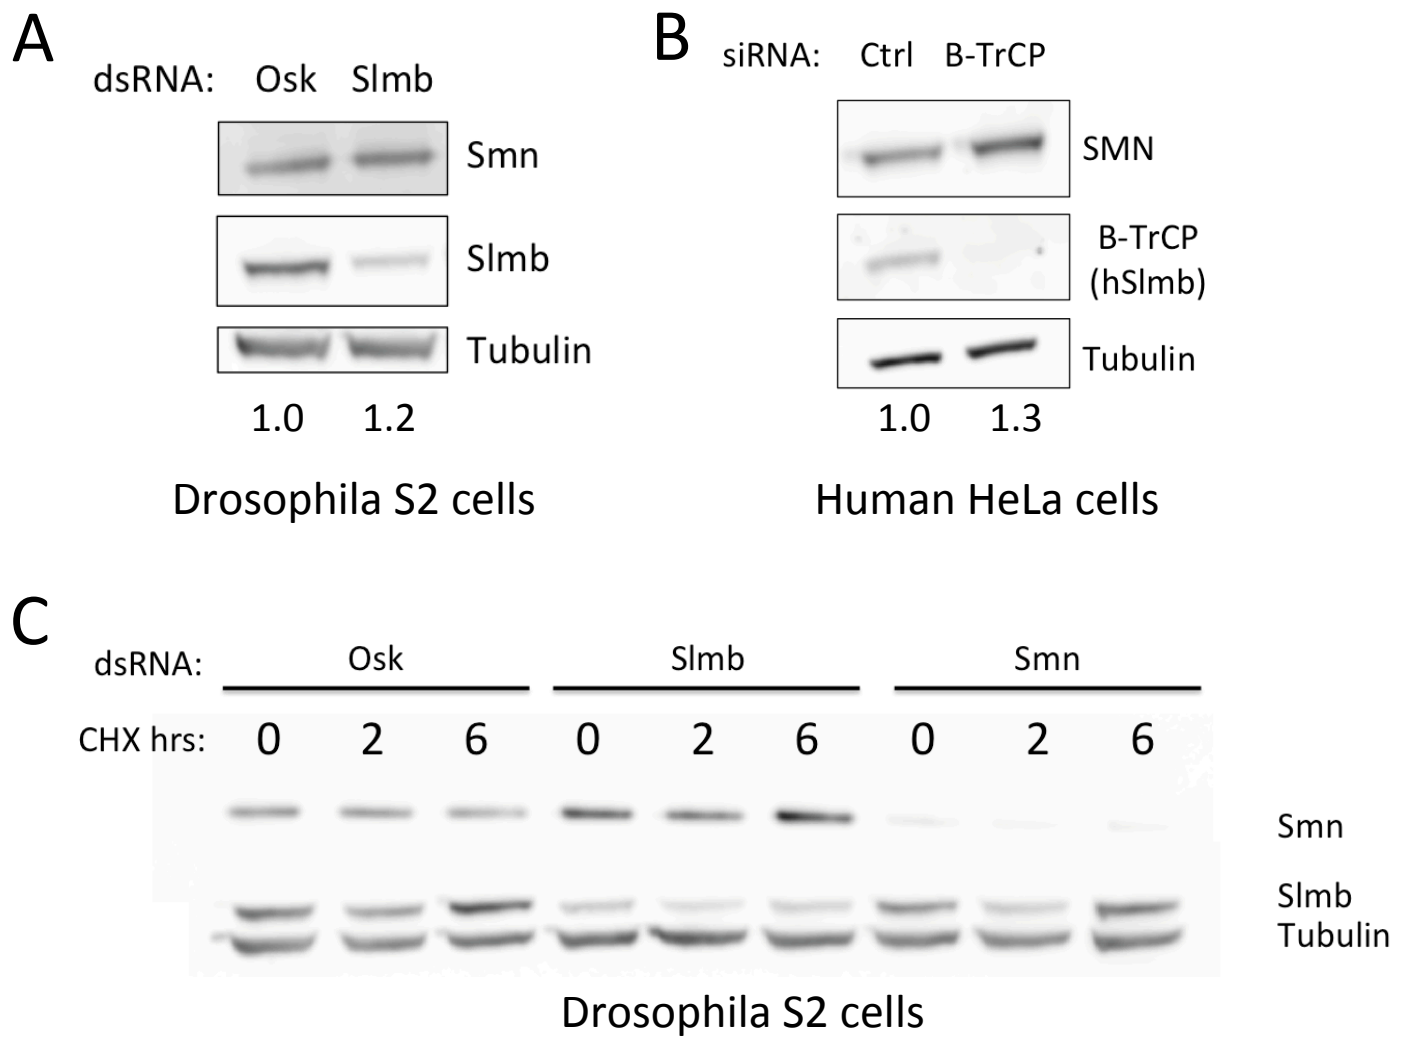 A
dsRNA: Osk Slmb
Smn
Slmb
Tubulin
1.0 1.2
Drosophila S2 cells
B
siRNA: Ctrl B-TrCP
SMN
B-TrCP
(hSlmb)
Tubulin
1.0 1.3
Human HeLa cells
C
dsRNA: Osk Slmb Smn
CHX hrs: 0 2 6 0 2 6 0 2 6
Smn
Slmb
Tubulin
Drosophila S2 cells